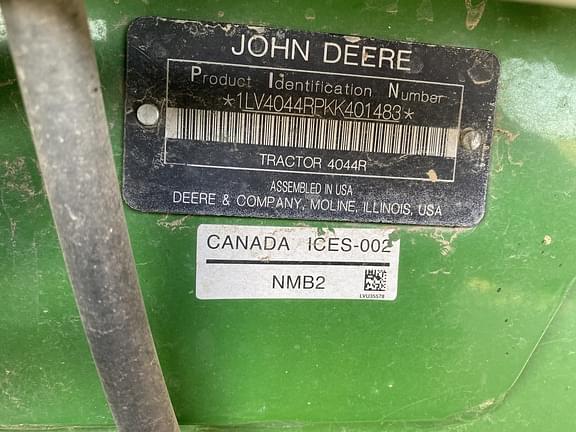 JOHN DEERE
Product Identification Number
*1LV4044RPKK401483*
TRACTOR 4044R
ASSEMBLED IN USA
DEERE & COMPANY, MOLINE, ILLINOIS, USA
CANADA ICES-002
NMB2
LVU35578